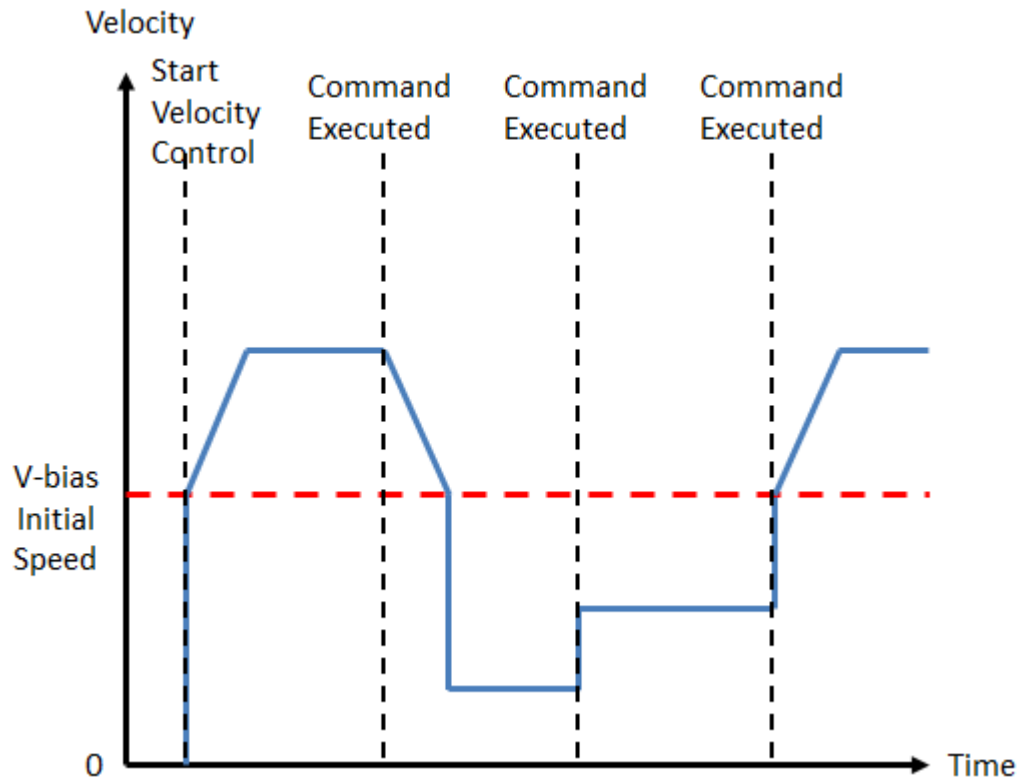 Velocity
Start
Velocity
Control
Command
Executed
Command
Executed
Command
Executed
V-bias
Initial
Speed
0
Time